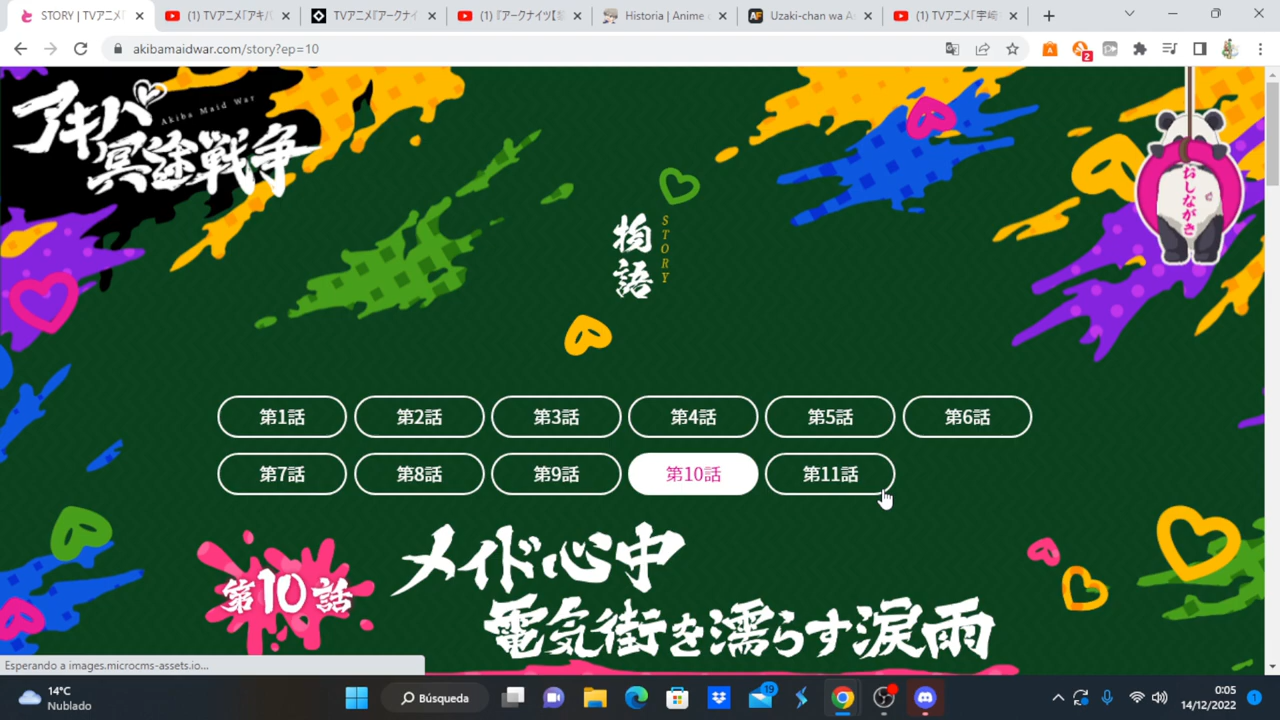 STORY | TVアニメ『
(1) TVアニメ『アキバ
TVアニメ『アークナイ
(1) 『アークナイツ【
Historia | Anime o
Uzaki-chan wa A
(1) TVアニメ「宇崎
akibamaidwar.com/story?ep=10
2
Akiba Maid War
アキバ
冥途戦争
おしながき
物語
STORY
第1話
第2話
第3話
第4話
第5話
第6話
第7話
第8話
第9話
第10話
第11話
第10話
メイド心中
電気街を濡らす涙雨
Esperando a images.microcms-assets.io...
14°C
Nublado
Búsqueda
19
0:05
14/12/2022
1